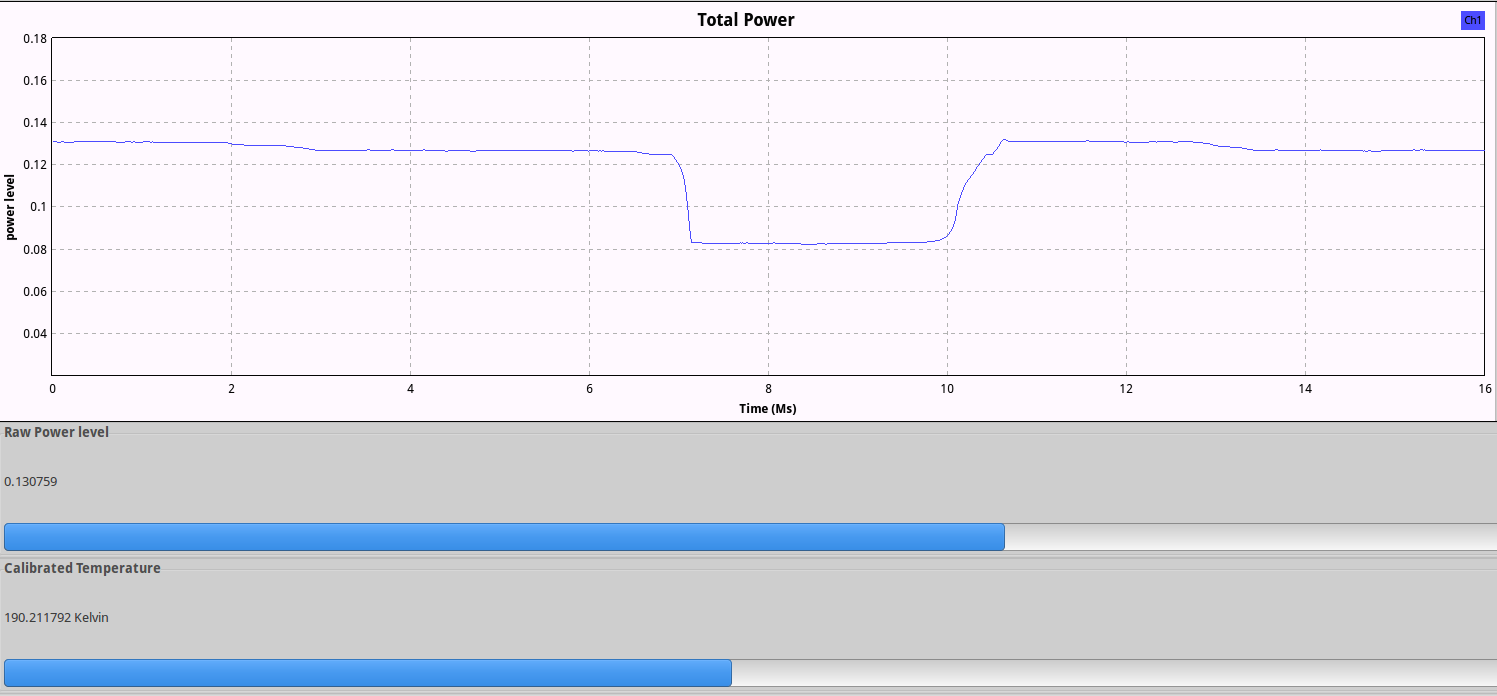 Total Power
Ch1
0.18
0.16
0.14
0.12
0.1
0.08
0.06
0.04
power level
0 2 4 6 8 10 12 14 16
Time (Ms)
Raw Power level
0.130759
Calibrated Temperature
190.211792 Kelvin